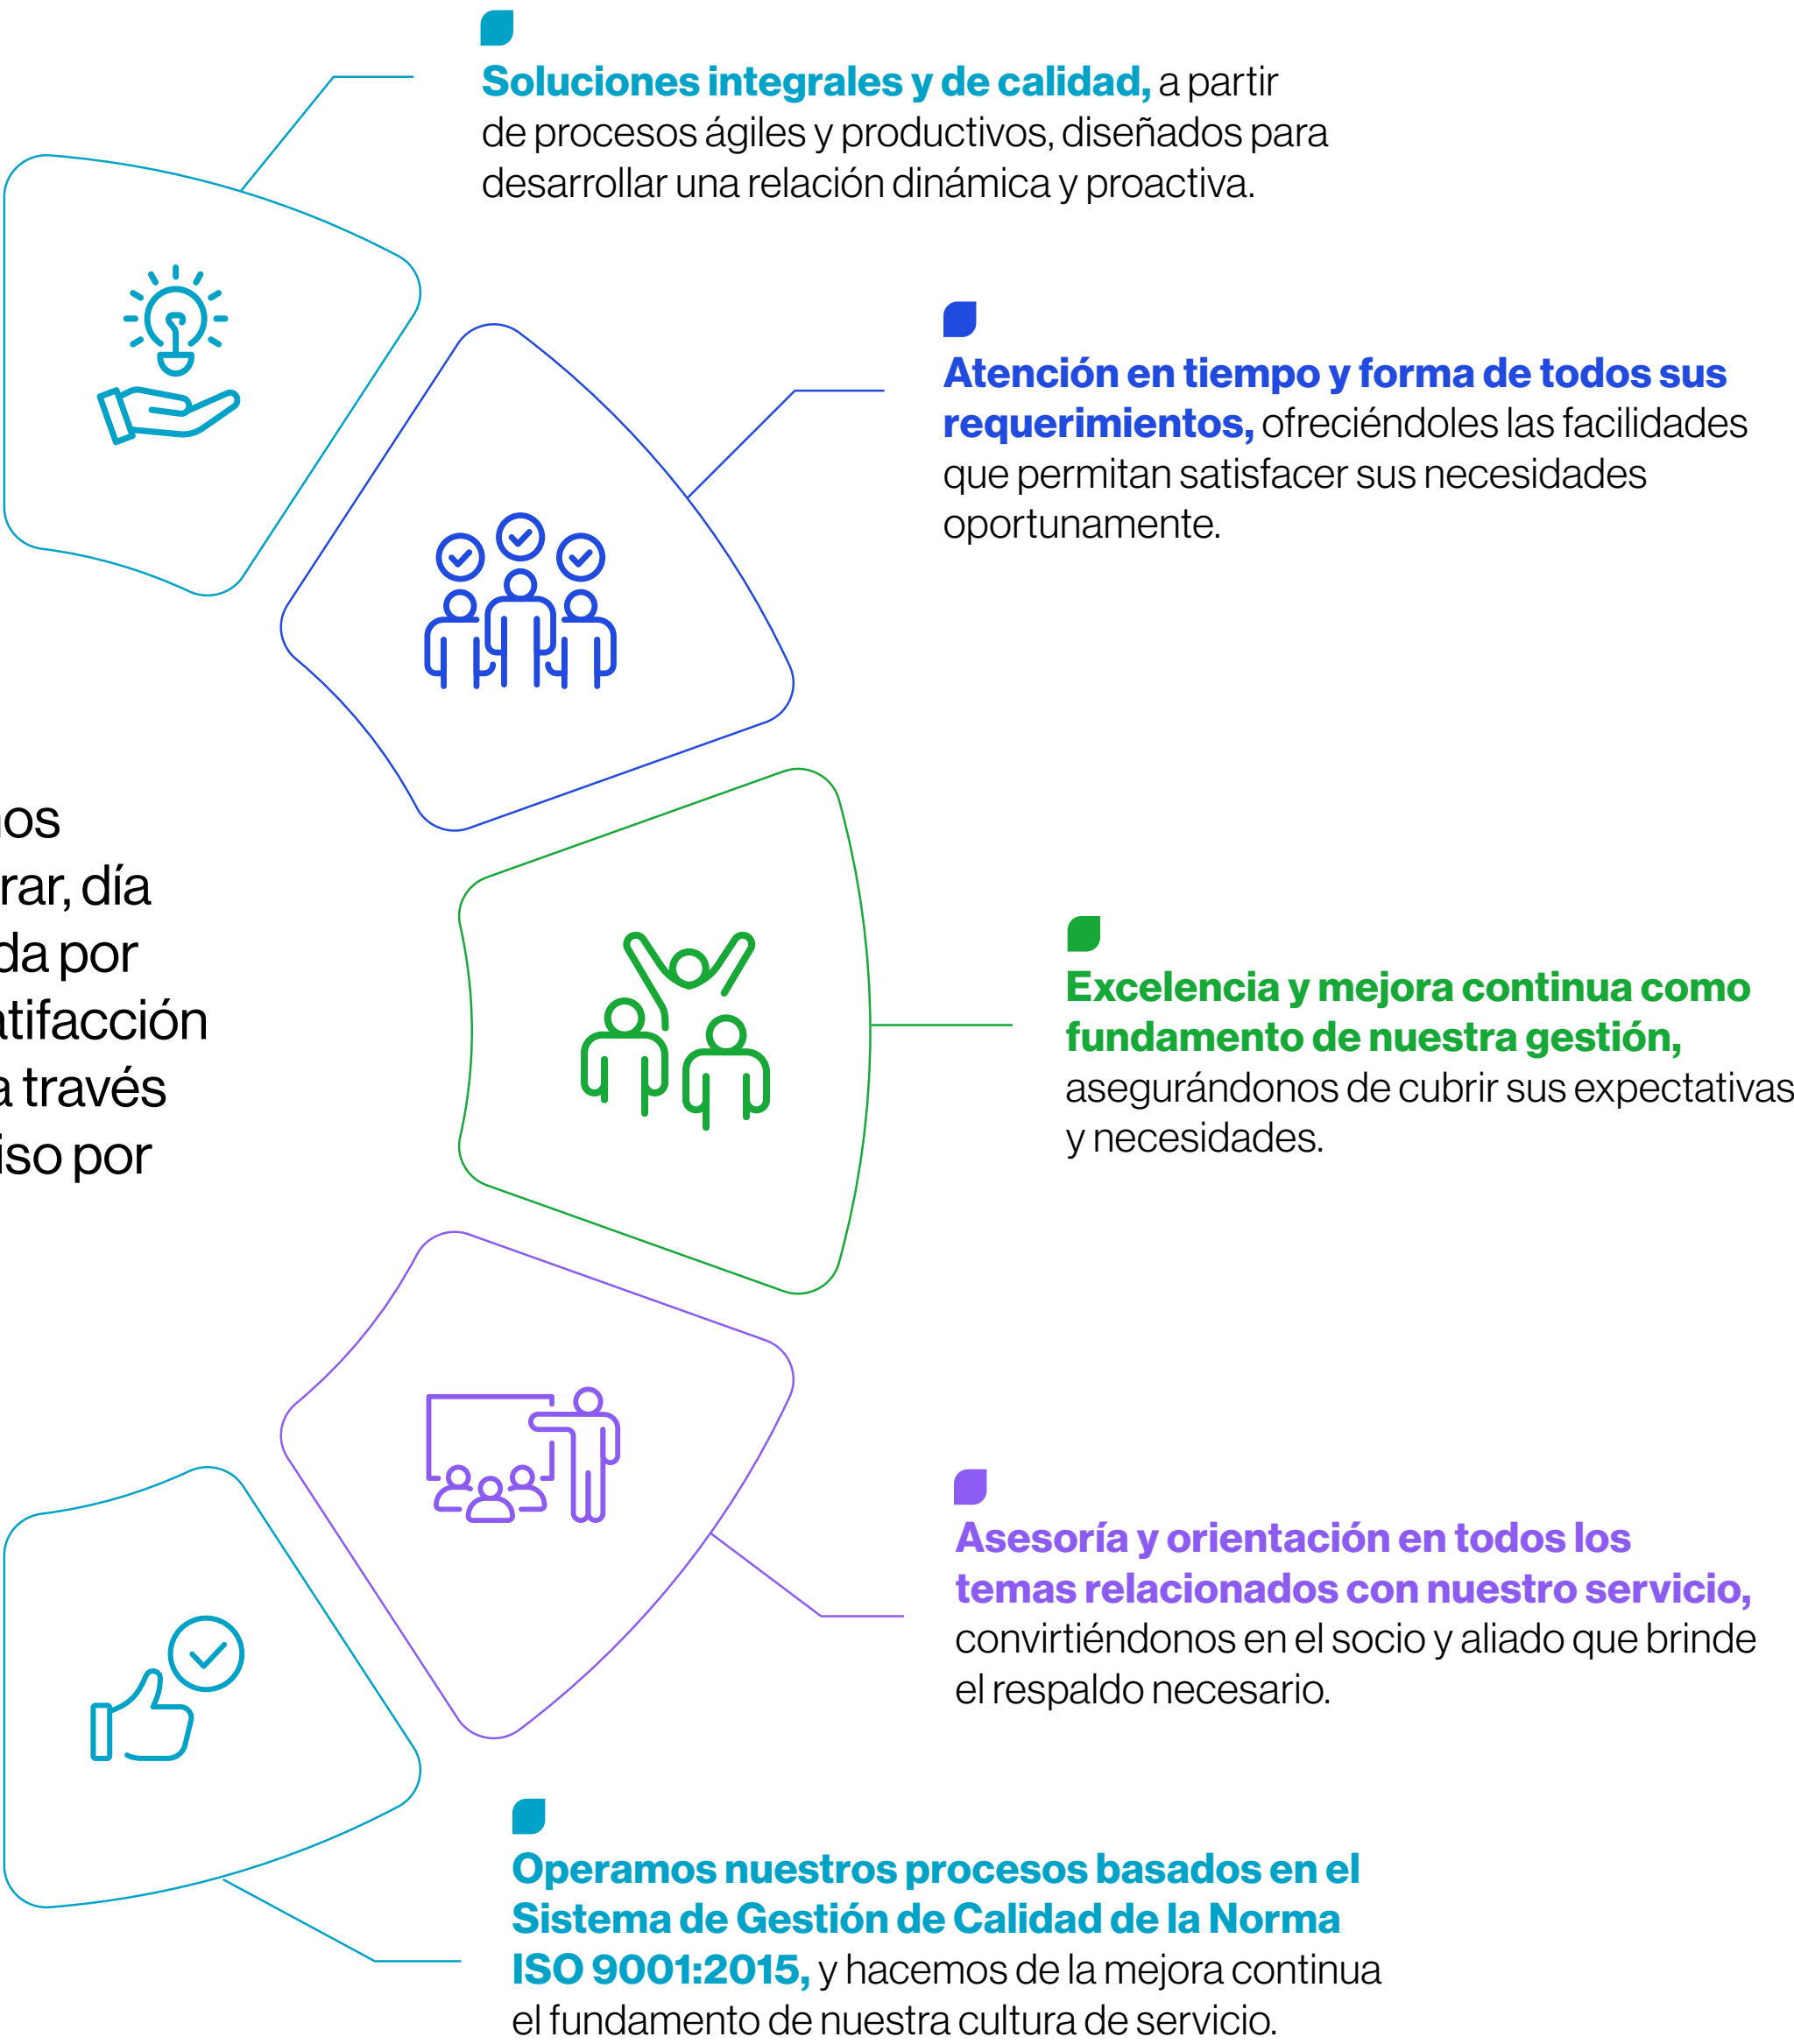 Soluciones integrales y de calidad, a partir
de procesos ágiles y productivos, diseñados para
desarrollar una relación dinámica y proactiva.
Atención en tiempo y forma de todos sus
requerimientos, ofreciéndoles las facilidades
que permitan satisfacer sus necesidades
oportunamente.
día
por
a través
por
Excelencia y mejora continua como
fundamento de nuestra gestión,
asegurándonos de cubrir sus expectativas
y necesidades.
Asesoría y orientación en todos los
temas relacionados con nuestro servicio,
convirtiéndonos en el socio y aliado que brinde
el respaldo necesario.
Operamos nuestros procesos basados en el
Sistema de Gestión de Calidad de la Norma
ISO 9001:2015, y hacemos de la mejora continua
el fundamento de nuestra cultura de servicio.